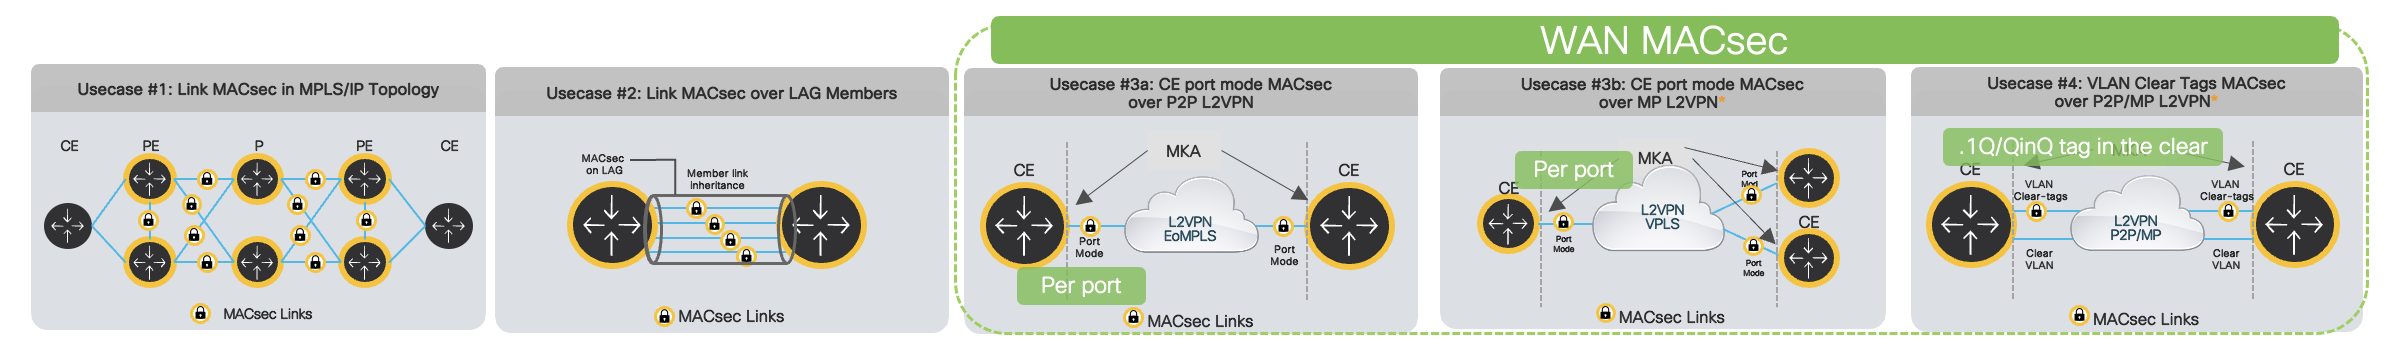 WAN MACsec
Usecase #1: Link MACsec in MPLS/IP Topology
CE
PE
P
PE
CE
MACsec Links
Usecase #2: Link MACsec over LAG Members
MACsec
on LAG
Member link
inheritance
MACsec Links
Usecase #3a: CE port mode MACsec
over P2P L2VPN
MKA
CE
CE
L2VPN
EoMPLS
Port
Mode
Port
Mode
Per port
MACsec Links
Usecase #3b: CE port mode MACsec
over MP L2VPN*
Per port
MKA
CE
Port
Mod
L2VPN
VPLS
CE
Port
Mode
Port
Mode
MACsec Links
Usecase #4: VLAN Clear Tags MACsec
over P2P/MP L2VPN*
.1Q/QinQ tag in the clear
CE
CE
VLAN
Clear-tags
VLAN
Clear-tags
L2VPN
P2P/MP
Clear
VLAN
Clear
VLAN
MACsec Links